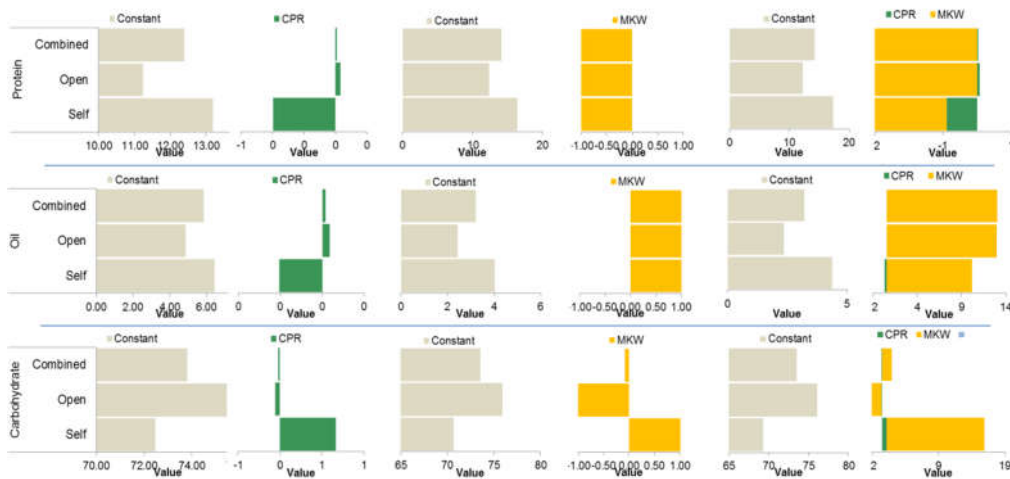 Constant CPR Constant MKW Constant CPR MKW
Protein
Combined
Open
Self
10.00 11.00 12.00 13.00 -1 0 0 0 0 0 10 20 -1.00 -0.50 0.00 0.50 1.00 0 10 20 2 -1 1
Value Value Value Value Value Value
Constant CPR Constant MKW Constant CPR MKW
Oil
Combined
Open
Self
0.00 2.00 4.00 6.00 0 0 0 0 0 2 4 6 -1.00 -0.50 0.00 0.50 1.00 0 5 2 4 9 14
Value Value Value Value Value Value
Constant CPR Constant MKW Constant CPR MKW
Carbohydrate
Combined
Open
Self
70.00 72.00 74.00 -1 0 1 1 65 70 75 80 -1.00 -0.50 0.00 0.50 1.00 65 70 75 80 2 9 19
Value Value Value Value Value Value